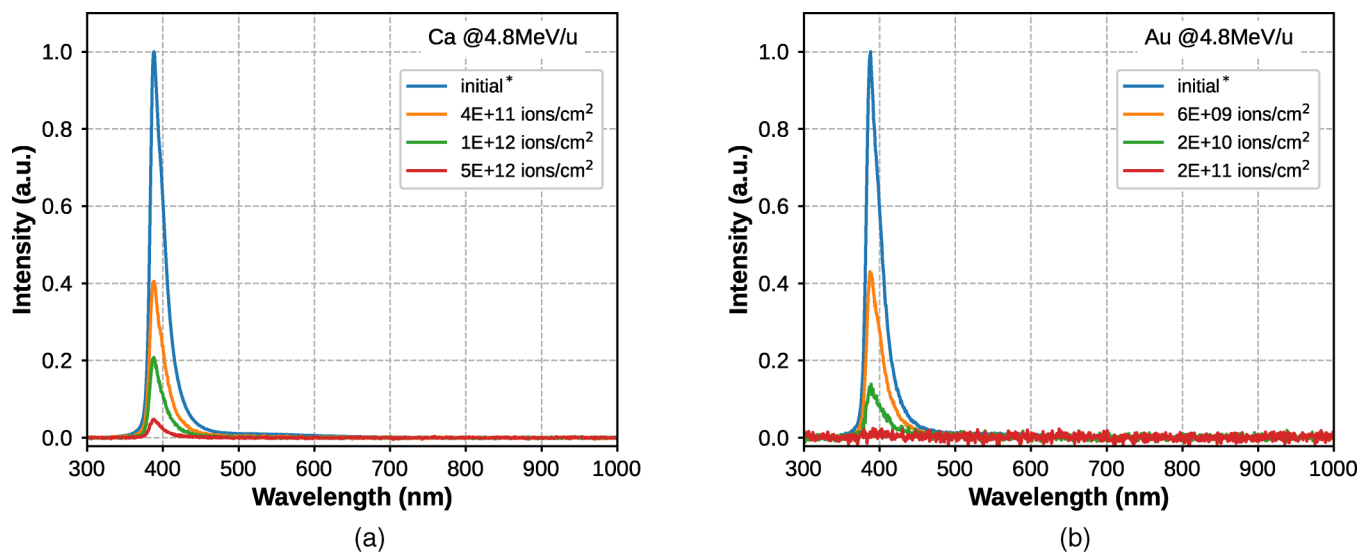 Ca @4.8MeV/u
initial*
4E+11 ions/cm²
1E+12 ions/cm²
5E+12 ions/cm²
Intensity (a.u.)
1.0
0.8
0.6
0.4
0.2
0.0
300 400 500 600 700 800 900 1000
Wavelength (nm)
(a)
Au @4.8MeV/u
initial*
6E+09 ions/cm²
2E+10 ions/cm²
2E+11 ions/cm²
Intensity (a.u.)
1.0
0.8
0.6
0.4
0.2
0.0
300 400 500 600 700 800 900 1000
Wavelength (nm)
(b)